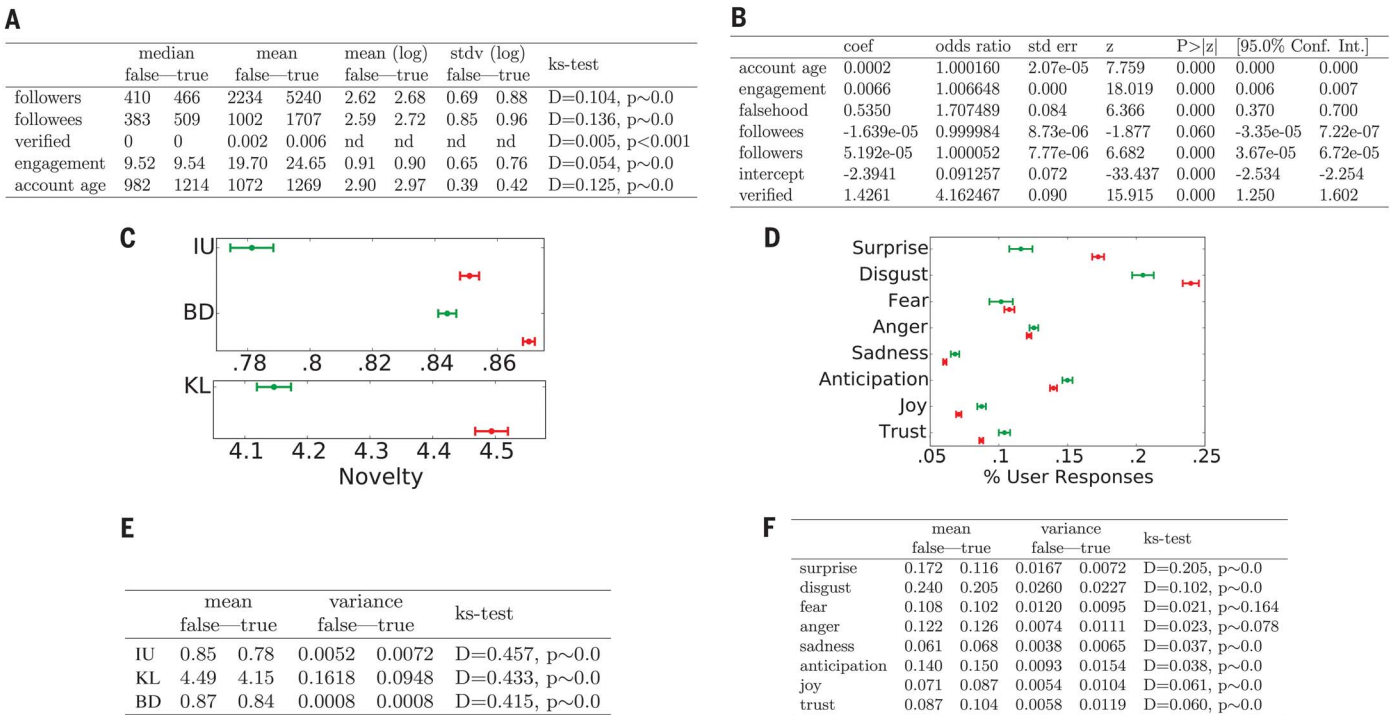 A
median mean mean (log) stdv (log) ks-test
false—true false—true false—true false—true
followers 410 466 2234 5240 2.62 2.68 0.69 0.88 D=0.104, p∼0.0
followees 383 509 1002 1707 2.59 2.72 0.85 0.96 D=0.136, p∼0.0
verified 0 0 0.002 0.006 nd nd nd nd D=0.005, p<0.001
engagement 9.52 9.54 19.70 24.65 0.91 0.90 0.65 0.76 D=0.054, p∼0.0
account age 982 1214 1072 1269 2.90 2.97 0.39 0.42 D=0.125, p∼0.0
B
coef odds ratio std err z P>|z| [95.0% Conf. Int.]
account age 0.0002 1.000160 2.07e-05 7.759 0.000 0.000 0.000
engagement 0.0066 1.006648 0.000 18.019 0.000 0.006 0.007
falsehood 0.5350 1.707489 0.084 6.366 0.000 0.370 0.700
followees -1.639e-05 0.999984 8.73e-06 -1.877 0.060 -3.35e-05 7.22e-07
followers 5.192e-05 1.000052 7.77e-06 6.682 0.000 3.67e-05 6.72e-05
intercept -2.3941 0.091257 0.072 -33.437 0.000 -2.534 -2.254
verified 1.4261 4.162467 0.090 15.915 0.000 1.250 1.602
C
IU
BD
.78 .8 .82 .84 .86
KL
4.1 4.2 4.3 4.4 4.5
Novelty
D
Surprise
Disgust
Fear
Anger
Sadness
Anticipation
Joy
Trust
.05 .1 .15 .2 .25
% User Responses
E
mean variance ks-test
false—true false—true
IU 0.85 0.78 0.0052 0.0072 D=0.457, p∼0.0
KL 4.49 4.15 0.1618 0.0948 D=0.433, p∼0.0
BD 0.87 0.84 0.0008 0.0008 D=0.415, p∼0.0
F
mean variance ks-test
false—true false—true
surprise 0.172 0.116 0.0167 0.0072 D=0.205, p∼0.0
disgust 0.240 0.205 0.0260 0.0227 D=0.102, p∼0.0
fear 0.108 0.102 0.0120 0.0095 D=0.021, p∼0.164
anger 0.122 0.126 0.0074 0.0111 D=0.023, p∼0.078
sadness 0.061 0.068 0.0038 0.0065 D=0.037, p∼0.0
anticipation 0.140 0.150 0.0093 0.0154 D=0.038, p∼0.0
joy 0.071 0.087 0.0054 0.0104 D=0.061, p∼0.0
trust 0.087 0.104 0.0058 0.0119 D=0.060, p∼0.0